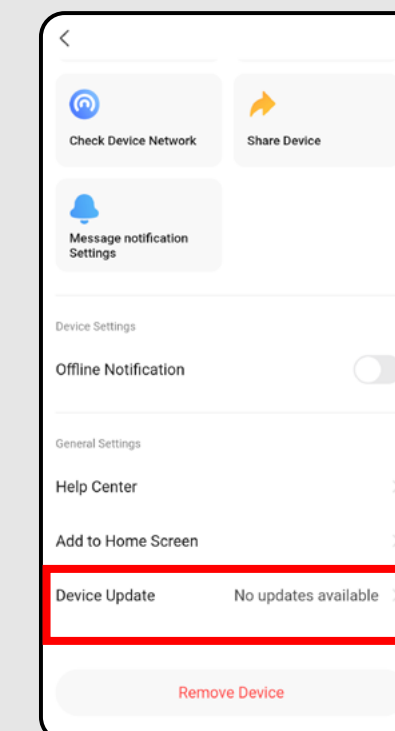 Check Device Network
Share Device
Message notification
Settings
Device Settings
Offline Notification
General Settings
Help Center
Add to Home Screen
Device Update
No updates available
Remove Device